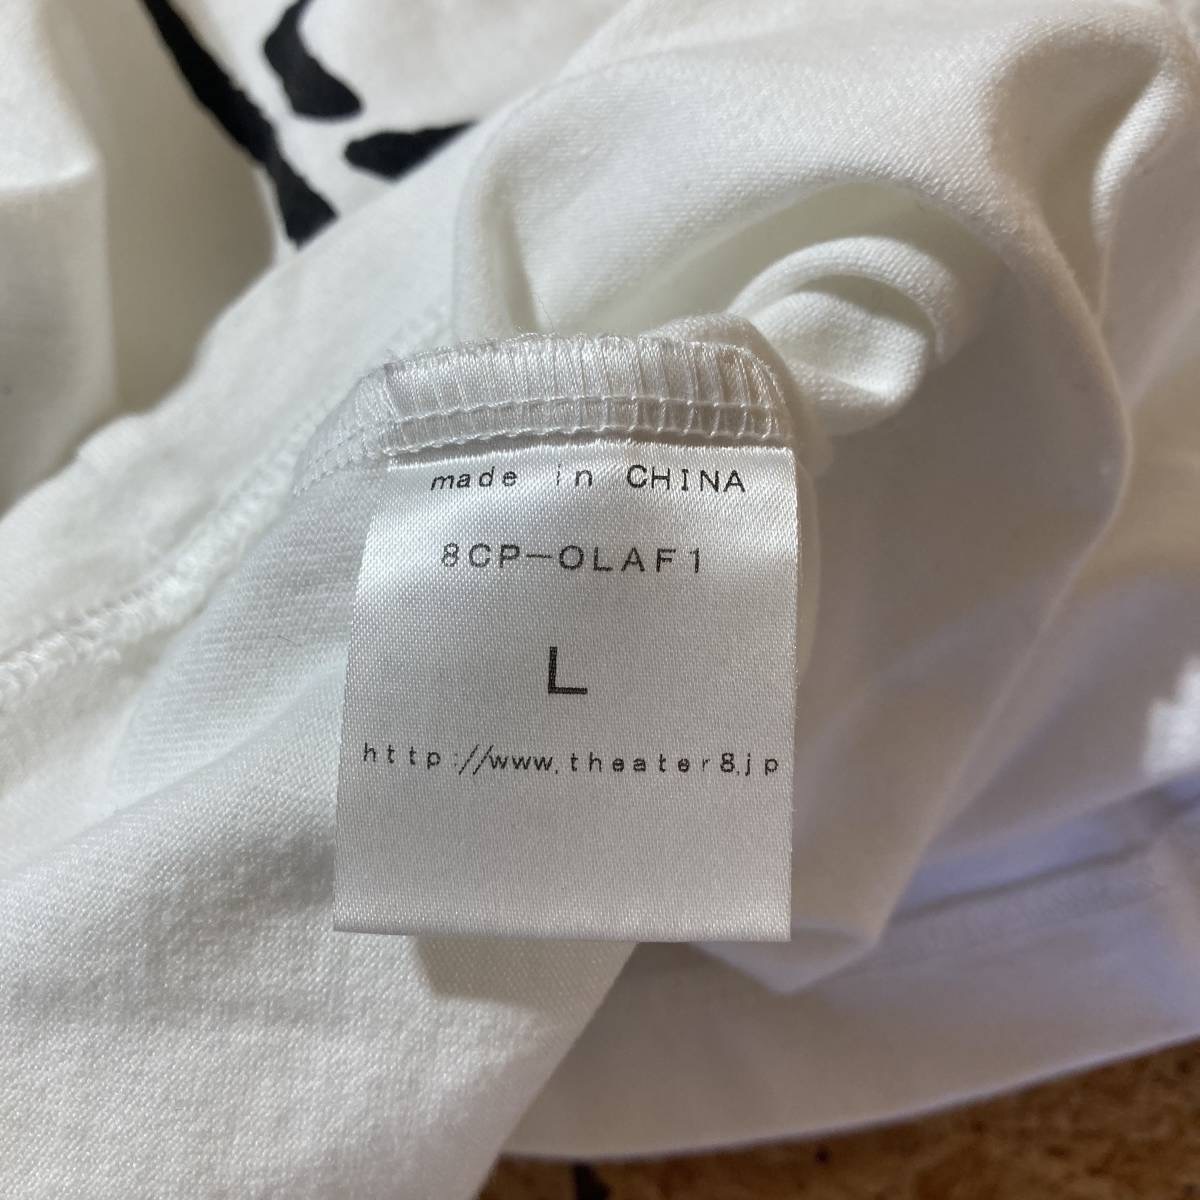 made in CHINA
8CP-OLAF1
L
http://www.theater8.jp